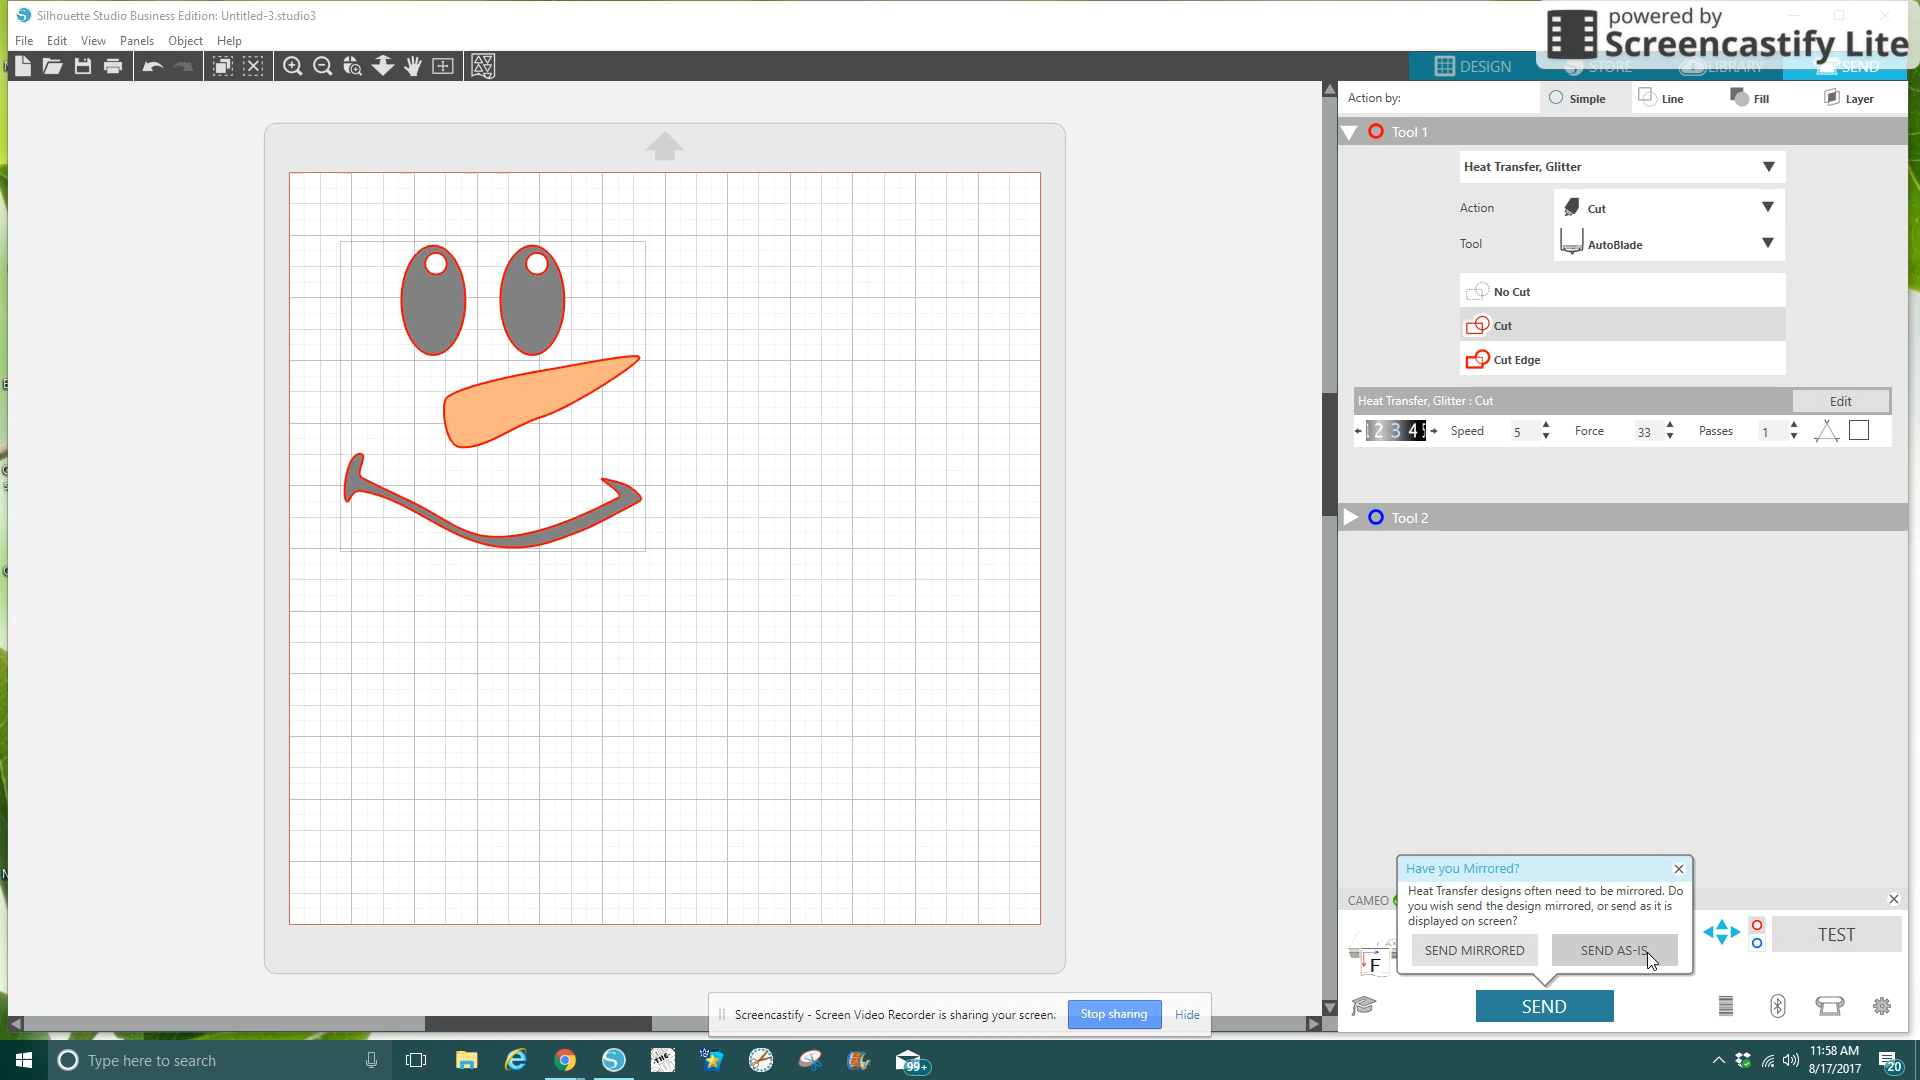 Silhouette Studio Business Edition: Untitled-3.studio3
powered by
Screencastify Lite
File Edit View Panels Object Help
DESIGN STORE LIBRARY SEND
Action by: Simple Line Fill Layer
Tool 1
Heat Transfer, Glitter
Action Cut
Tool AutoBlade
No Cut
Cut
Cut Edge
Heat Transfer, Glitter : Cut Edit
2 3 4 Speed 5 Force 33 Passes 1
Tool 2
Have you Mirrored?
Heat Transfer designs often need to be mirrored. Do
you wish send the design mirrored, or send as it is
displayed on screen?
SEND MIRRORED SEND AS-IS
CAMEO
F
TEST
SEND
Screencastify - Screen Video Recorder is sharing your screen. Stop sharing Hide
Type here to search
99+
11:58 AM
8/17/2017
20